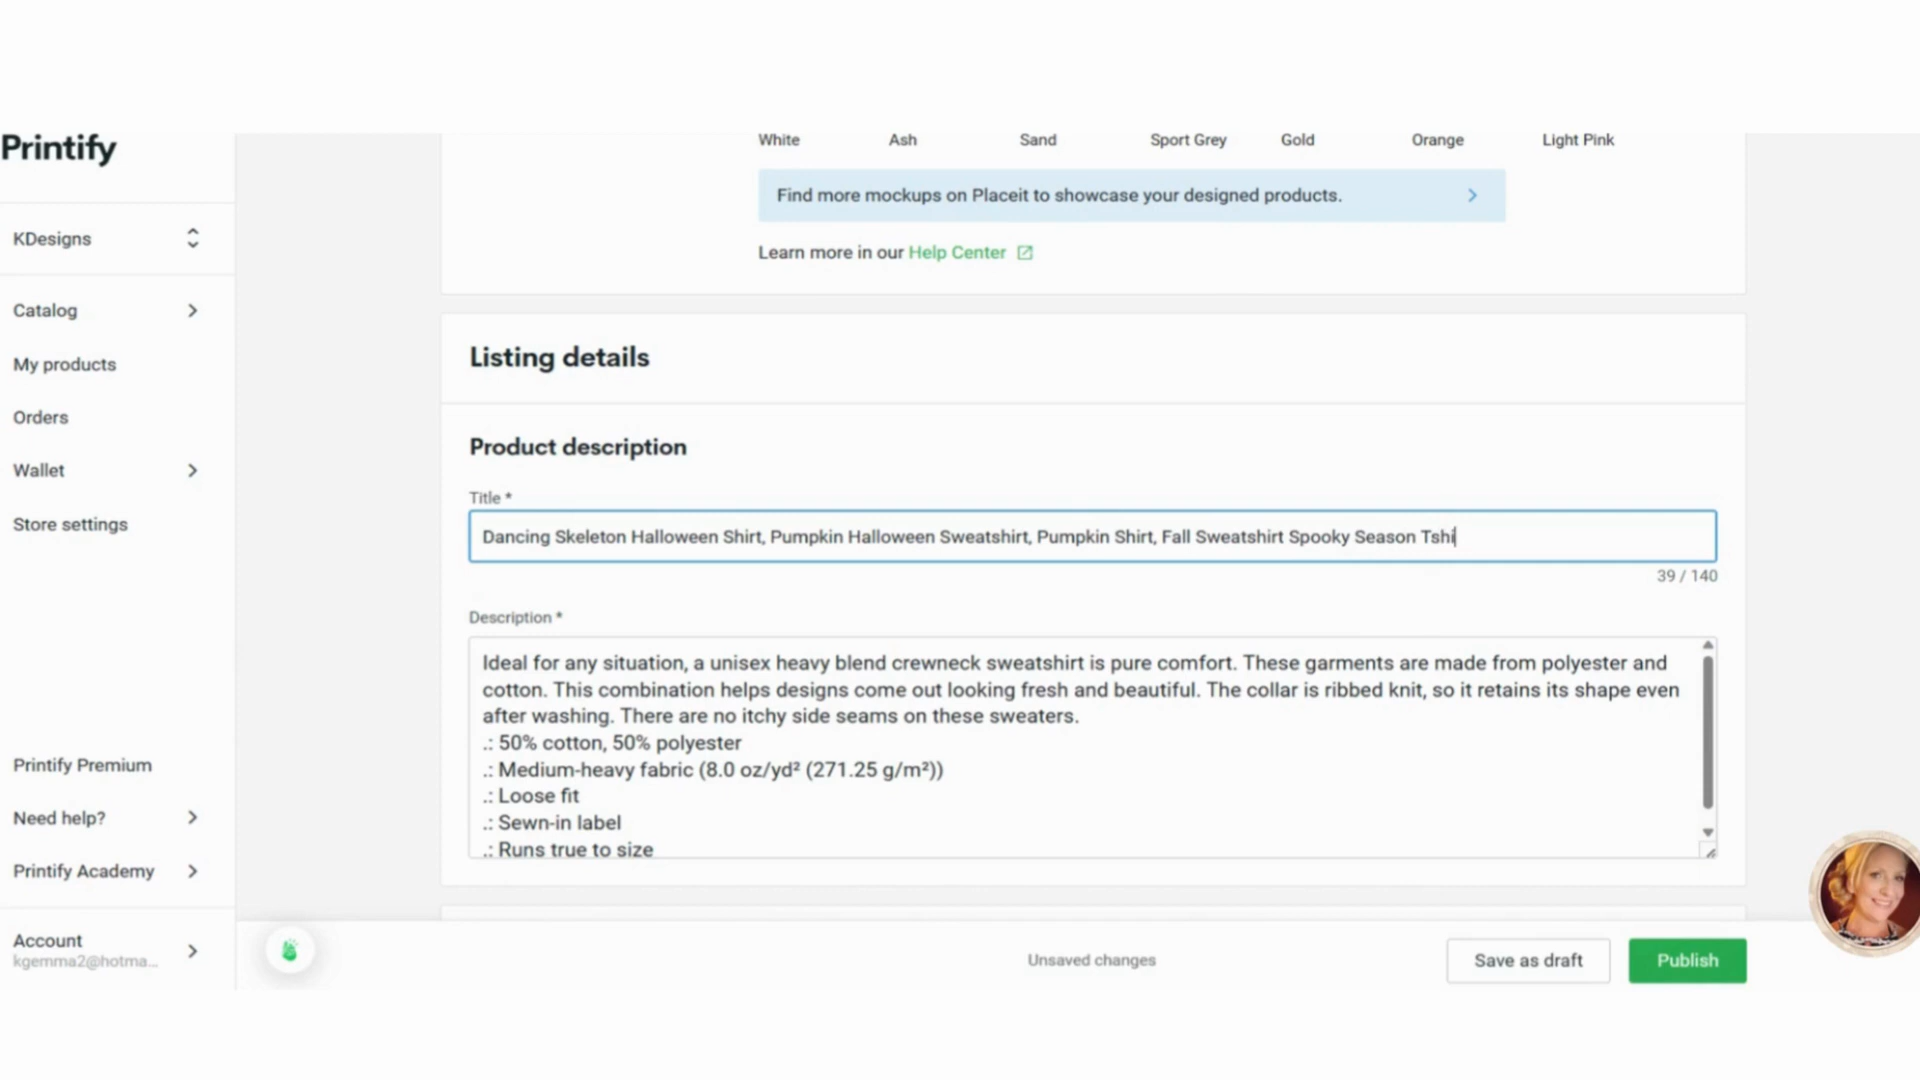 Printify
White Ash Sand Sport Grey Gold Orange Light Pink
Find more mockups on Placeit to showcase your designed products.
KDesigns
Learn more in our Help Center
Catalog
My products
Orders
Wallet
Store settings
Listing details
Product description
Title *
Dancing Skeleton Halloween Shirt, Pumpkin Halloween Sweatshirt, Pumpkin Shirt, Fall Sweatshirt Spooky Season Tshi
39 / 140
Description *
Ideal for any situation, a unisex heavy blend crewneck sweatshirt is pure comfort. These garments are made from polyester and
cotton. This combination helps designs come out looking fresh and beautiful. The collar is ribbed knit, so it retains its shape even
after washing. There are no itchy side seams on these sweaters.
.: 50% cotton, 50% polyester
.: Medium-heavy fabric (8.0 oz/yd² (271.25 g/m²))
.: Loose fit
.: Sewn-in label
.: Runs true to size
Printify Premium
Need help?
Printify Academy
Account
kgemma2@hotma...
Unsaved changes
Save as draft
Publish